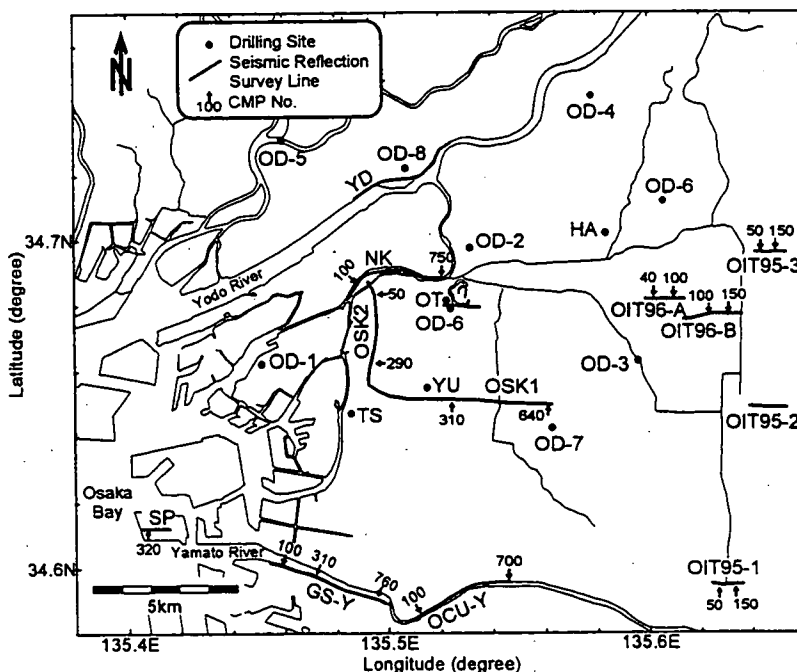 N
Drilling Site
Seismic Reflection
Survey Line
100 CMP No.
OD-4
OD-5
OD-8
YD
OD-6
HA
OD-2
50 150
OIT95-3
34.7N
NK
750
100
Yodo River
50
40 100
OT
OD-6
OIT96-A
100 150
OIT96-B
OSK2
OD-1
290
OD-3
YU
OSK1
TS
310
640
OD-7
OIT95-2
Latitude (degree)
Osaka
Bay
SP
320
Yamato River
100
310
760
100
700
GS-Y
OCU-Y
OIT95-1
50 150
34.6N
5km
135.4E
135.5E
135.6E
Longitude (degree)